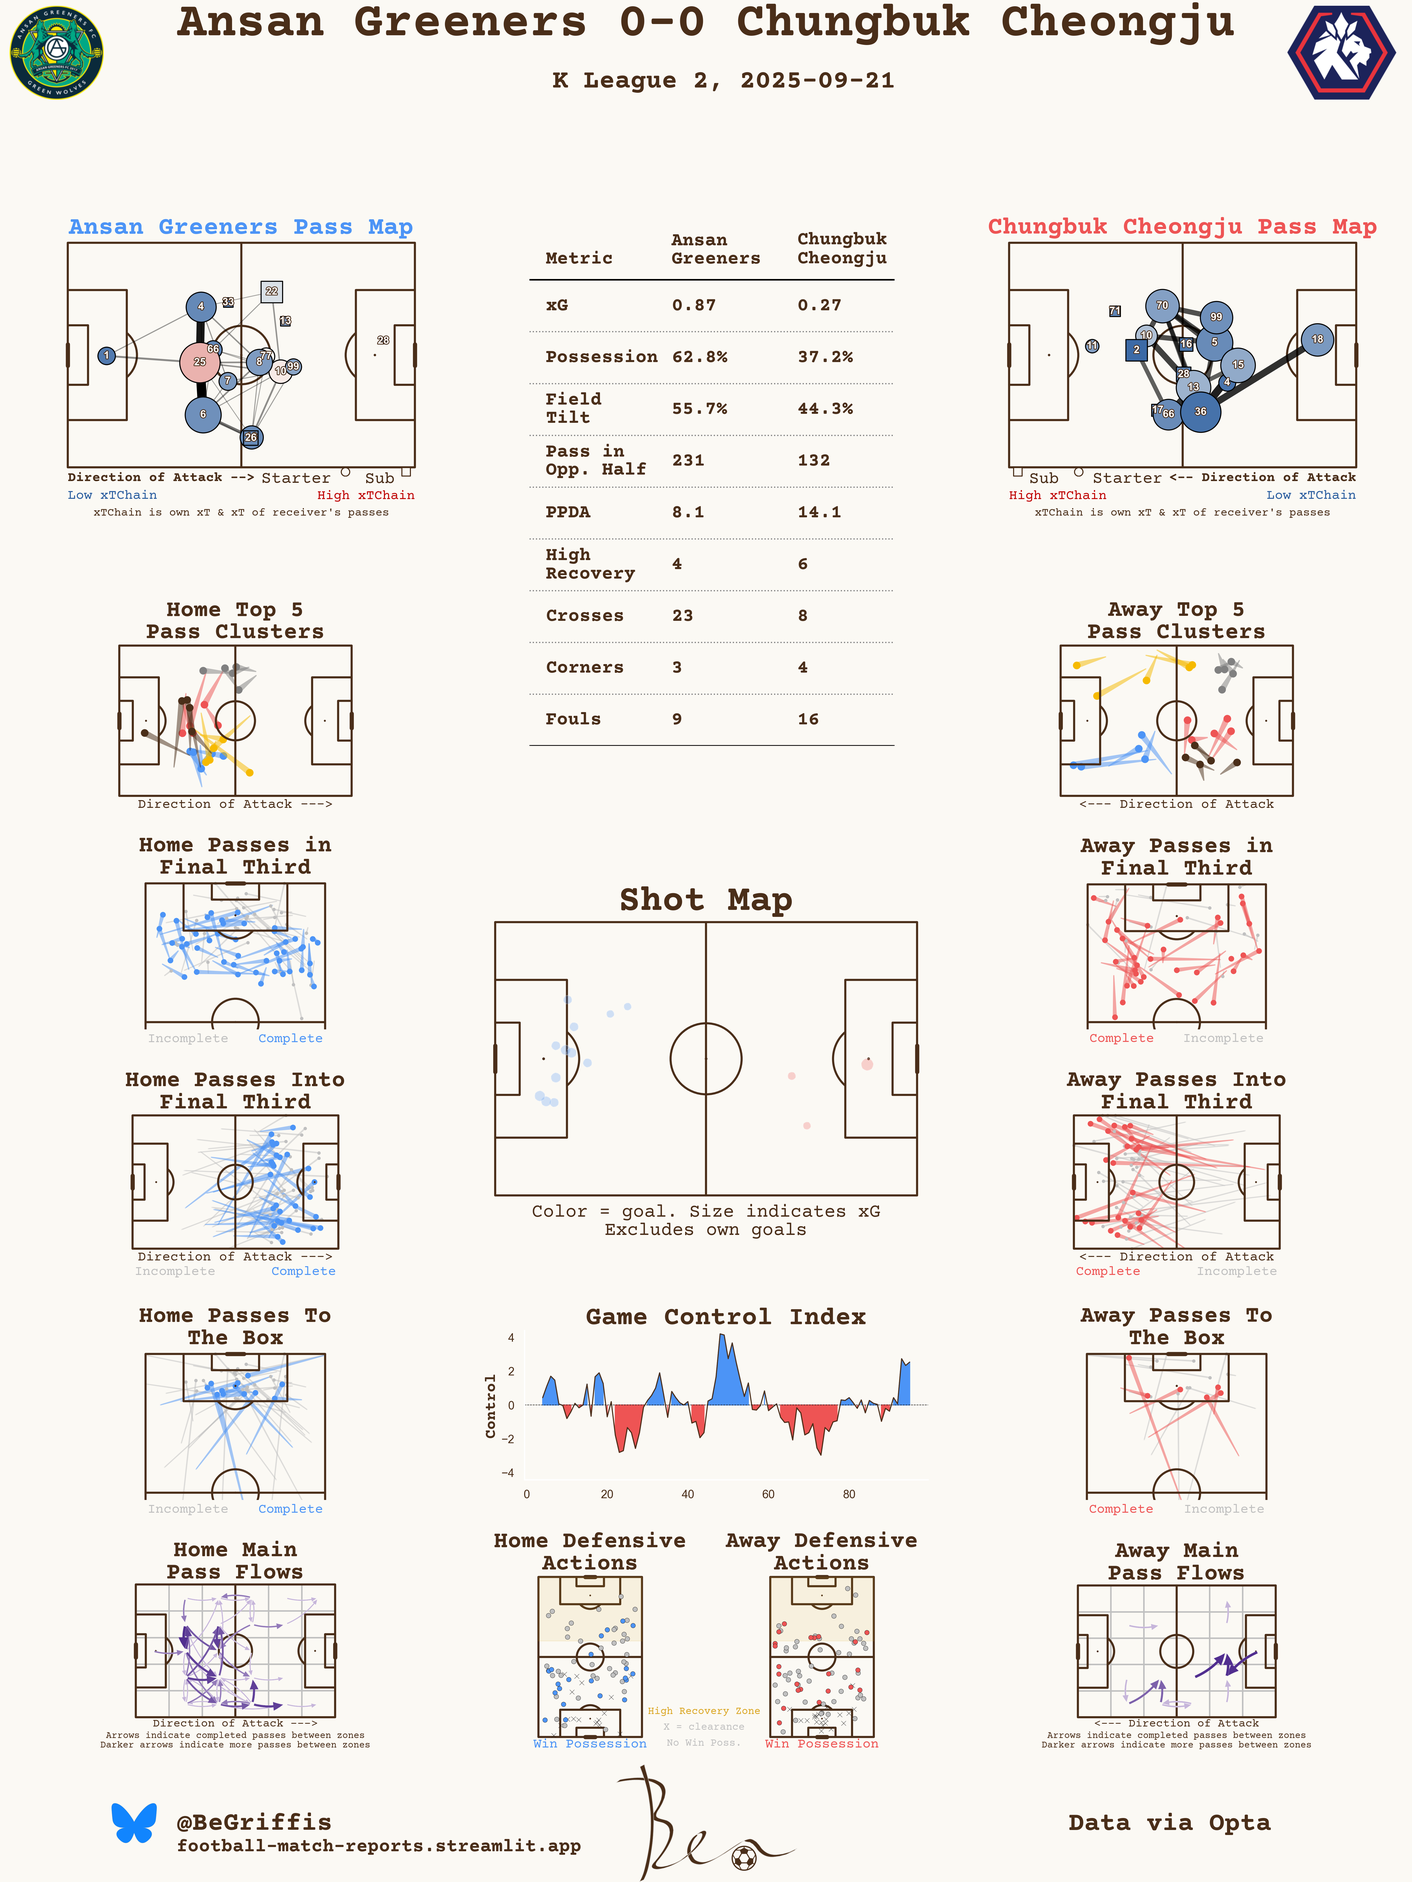 Ansan Greeners 0-0 Chungbuk Cheongju
K League 2, 2025-09-21
ANSAN GREENERS FC
GREEN WOLVES
Ansan Greeners Pass Map
4
33
22
13
1
66
25
8
77
10
99
28
7
6
26
Direction of Attack --> Starter Sub
Low xTChain High xTChain
xTChain is own xT & xT of receiver's passes
Metric Ansan Greeners Chungbuk Cheongju
xG 0.87 0.27
Possession 62.8% 37.2%
Field Tilt 55.7% 44.3%
Pass in Opp. Half 231 132
PPDA 8.1 14.1
High Recovery 4 6
Crosses 23 8
Corners 3 4
Fouls 9 16
Chungbuk Cheongju Pass Map
71
70
99
10
11
2
16
5
18
15
28
4
13
17
66
36
Sub Starter <-- Direction of Attack
High xTChain Low xTChain
xTChain is own xT & xT of receiver's passes
Home Top 5
Pass Clusters
Direction of Attack --->
Away Top 5
Pass Clusters
<--- Direction of Attack
Home Passes in
Final Third
Incomplete Complete
Away Passes in
Final Third
Complete Incomplete
Shot Map
Color = goal. Size indicates xG
Excludes own goals
Home Passes Into
Final Third
Direction of Attack --->
Incomplete Complete
Away Passes Into
Final Third
<--- Direction of Attack
Complete Incomplete
Home Passes To
The Box
Incomplete Complete
Game Control Index
Control
4
2
0
−2
−4
0 20 40 60 80
Away Passes To
The Box
Complete Incomplete
Home Main
Pass Flows
Direction of Attack --->
Arrows indicate completed passes between zones
Darker arrows indicate more passes between zones
Home Defensive
Actions
Win Possession
High Recovery Zone
X = clearance
No Win Poss.
Away Defensive
Actions
Win Possession
Away Main
Pass Flows
<--- Direction of Attack
Arrows indicate completed passes between zones
Darker arrows indicate more passes between zones
@BeGriffis
football-match-reports.streamlit.app
Ben
Data via Opta